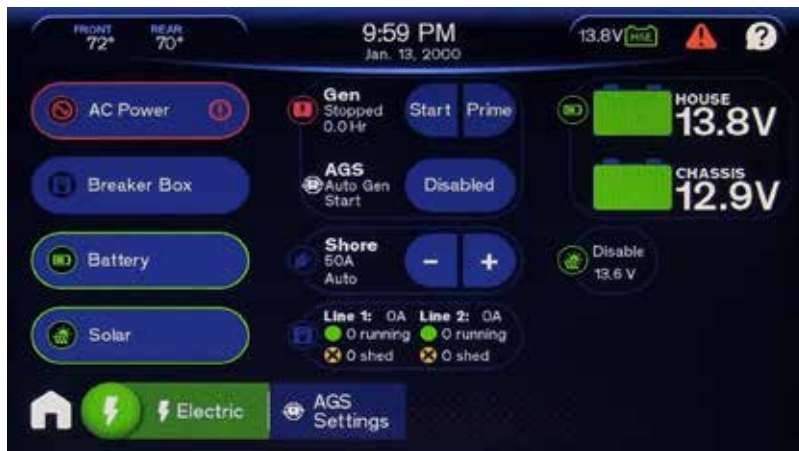 FRONT
72°
REAR
70°
9:59 PM
Jan. 13, 2000
13.8V
HSE
?
AC Power
Breaker Box
Battery
Solar
Gen
Stopped
0.0 Hr
Start
Prime
AGS
Auto Gen
Start
Disabled
Shore
50A
Auto
-
+
Line 1: 0A Line 2: 0A
0 running 0 running
0 shed 0 shed
HOUSE
13.8V
CHASSIS
12.9V
Disable
13.6 V
Electric
AGS
Settings